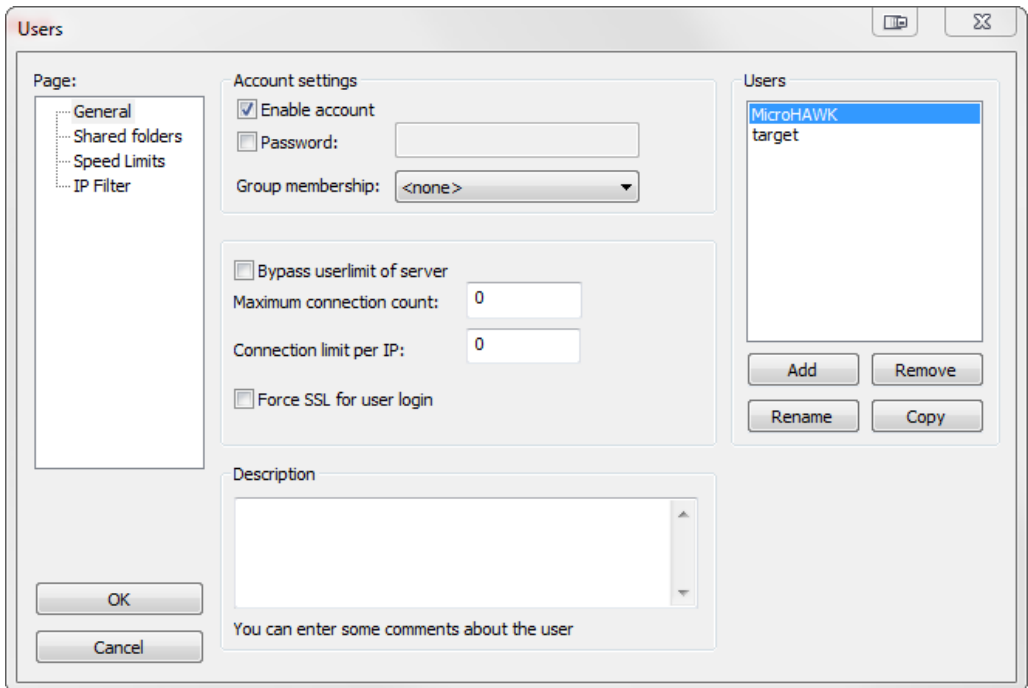 Users
Page:
General
Shared folders
Speed Limits
IP Filter
Account settings
Enable account
Password:
Group membership: <none>
Bypass userlimit of server
Maximum connection count: 0
Connection limit per IP: 0
Force SSL for user login
Description
You can enter some comments about the user
Users
MicroHAWK
target
Add Remove
Rename Copy
OK
Cancel